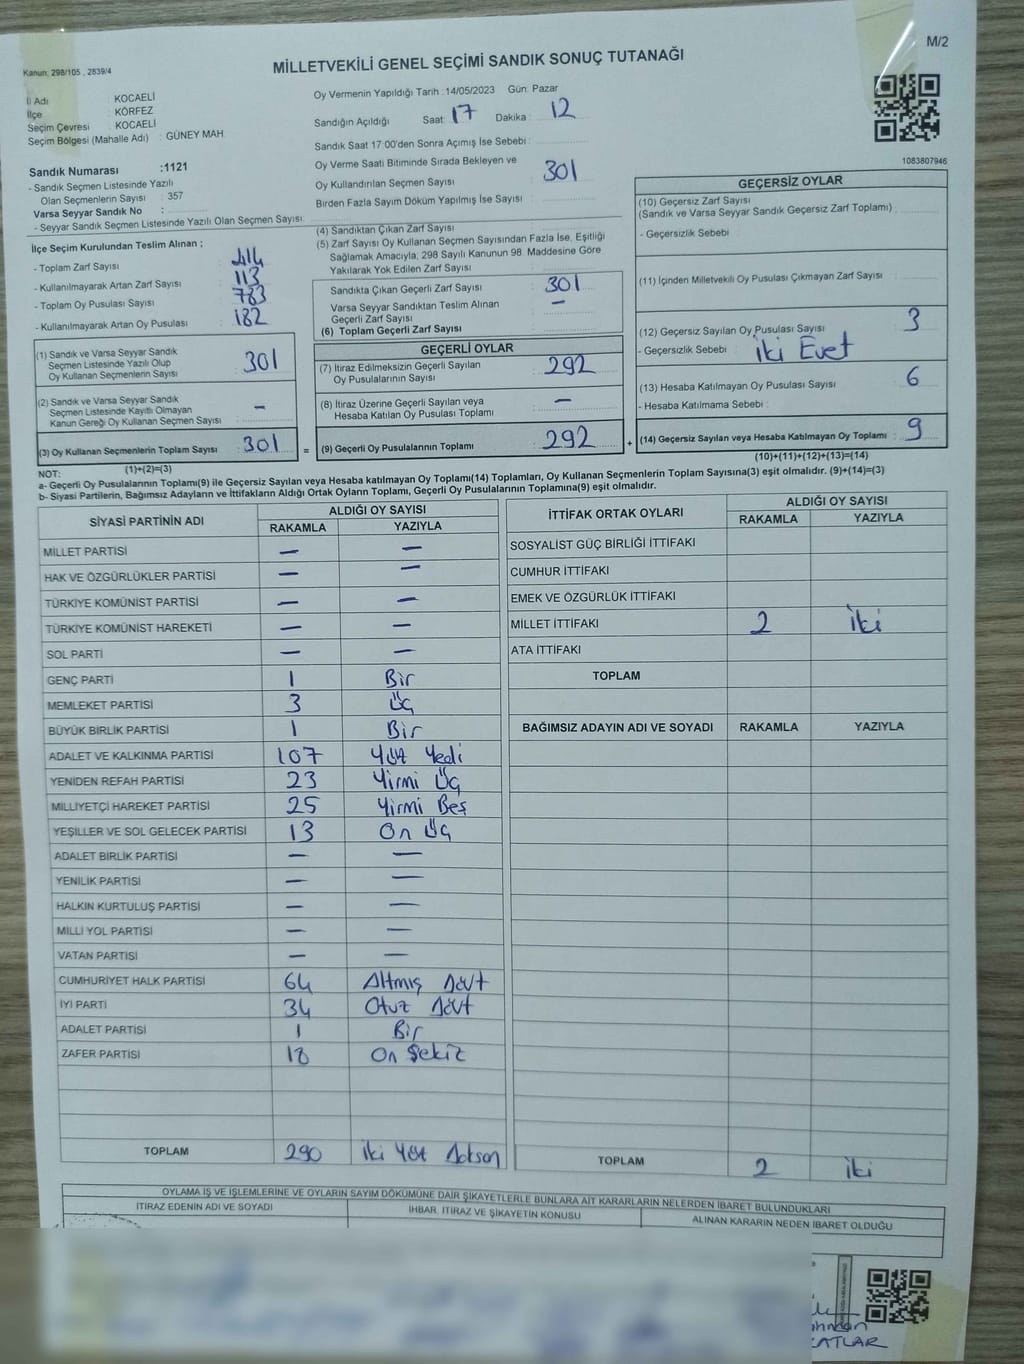 M/2
Kanun: 298/105 , 2839/4
MİLLETVEKİLİ GENEL SEÇİMİ SANDIK SONUÇ TUTANAĞI
İl Adı : KOCAELİ
İlçe : KÖRFEZ
Seçim Çevresi : KOCAELİ
Seçim Bölgesi (Mahalle Adı) : GÜNEY MAH.
Sandık Numarası :1121
- Sandık Seçmen Listesinde Yazılı
Olan Seçmenlerin Sayısı : 357
Varsa Seyyar Sandık No :
- Seyyar Sandık Seçmen Listesinde Yazılı Olan Seçmen Sayısı:
Oy Vermenin Yapıldığı Tarih :14/05/2023 Gün: Pazar
Sandığın Açıldığı Saat: 17 Dakika : 12
Sandık Saat 17:00'den Sonra Açımış İse Sebebi :
Oy Verme Saati Bitiminde Sırada Bekleyen ve
Oy Kullandırılan Seçmen Sayısı : 301
Birden Fazla Sayım Döküm Yapılmış İse Sayısı :
1083807946
İlçe Seçim Kurulundan Teslim Alınan ;
- Toplam Zarf Sayısı : 414
- Kullanılmayarak Artan Zarf Sayısı : 113
- Toplam Oy Pusulası Sayısı : 783
- Kullanılmayarak Artan Oy Pusulası : 182
(4) Sandıktan Çıkan Zarf Sayısı :
(5) Zarf Sayısı Oy Kullanan Seçmen Sayısından Fazla İse, Eşitliği
Sağlamak Amacıyla, 298 Sayılı Kanunun 98. Maddesine Göre
Yakılarak Yok Edilen Zarf Sayısı :
Sandıkta Çıkan Geçerli Zarf Sayısı : 301
Varsa Seyyar Sandıktan Teslim Alınan
Geçerli Zarf Sayısı : —
(6) Toplam Geçerli Zarf Sayısı :
GEÇERSİZ OYLAR
(10) Geçersiz Zarf Sayısı
(Sandık ve Varsa Seyyar Sandık Geçersiz Zarf Toplamı) :
- Geçersizlik Sebebi :
(11) İçinden Milletvekili Oy Pusulası Çıkmayan Zarf Sayısı :
(12) Geçersiz Sayılan Oy Pusulası Sayısı : 3
- Geçersizlik Sebebi : İki Evet
(13) Hesaba Katılmayan Oy Pusulası Sayısı : 6
- Hesaba Katılmama Sebebi :
(14) Geçersiz Sayılan veya Hesaba Katılmayan Oy Toplamı : 9
(10)+(11)+(12)+(13)=(14)
(1) Sandık ve Varsa Seyyar Sandık
Seçmen Listesinde Yazılı Olup
Oy Kullanan Seçmenlerin Sayısı : 301
(2) Sandık ve Varsa Seyyar Sandık
Seçmen Listesinde Kayıtlı Olmayan
Kanun Gereği Oy Kullanan Seçmen Sayısı : —
(3) Oy Kullanan Seçmenlerin Toplam Sayısı : 301
(1)+(2)=(3)
=
GEÇERLİ OYLAR
(7) İtiraz Edilmeksizin Geçerli Sayılan
Oy Pusulalarının Sayısı : 292
(8) İtiraz Üzerine Geçerli Sayılan veya
Hesaba Katılan Oy Pusulası Toplamı : —
(9) Geçerli Oy Pusulalarının Toplamı : 292
+
NOT:
a- Geçerli Oy Pusulalarının Toplamı(9) ile Geçersiz Sayılan veya Hesaba katılmayan Oy Toplamı(14) Toplamları, Oy Kullanan Seçmenlerin Toplam Sayısına(3) eşit olmalıdır. (9)+(14)=(3)
b- Siyasi Partilerin, Bağımsız Adayların ve İttifakların Aldığı Ortak Oyların Toplamı, Geçerli Oy Pusulalarının Toplamına(9) eşit olmalıdır.
SİYASİ PARTİNİN ADI ALDIĞI OY SAYISI
RAKAMLA YAZIYLA
MİLLET PARTİSİ — —
HAK VE ÖZGÜRLÜKLER PARTİSİ — —
TÜRKİYE KOMÜNİST PARTİSİ — —
TÜRKİYE KOMÜNİST HAREKETİ — —
SOL PARTİ — —
GENÇ PARTİ 1 Bir
MEMLEKET PARTİSİ 3 Üç
BÜYÜK BİRLİK PARTİSİ 1 Bir
ADALET VE KALKINMA PARTİSİ 107 Yüz Yedi
YENİDEN REFAH PARTİSİ 23 Yirmi Üç
MİLLİYETÇİ HAREKET PARTİSİ 25 Yirmi Beş
YEŞİLLER VE SOL GELECEK PARTİSİ 13 On Üç
ADALET BİRLİK PARTİSİ — —
YENİLİK PARTİSİ — —
HALKIN KURTULUŞ PARTİSİ — —
MİLLİ YOL PARTİSİ — —
VATAN PARTİSİ — —
CUMHURİYET HALK PARTİSİ 64 Altmış Dört
İYİ PARTİ 34 Otuz Dört
ADALET PARTİSİ 1 Bir
ZAFER PARTİSİ 18 On Sekiz
TOPLAM 290 İki Yüz Doksan
İTTİFAK ORTAK OYLARI ALDIĞI OY SAYISI
RAKAMLA YAZIYLA
SOSYALİST GÜÇ BİRLİĞİ İTTİFAKI
CUMHUR İTTİFAKI
EMEK VE ÖZGÜRLÜK İTTİFAKI
MİLLET İTTİFAKI 2 İki
ATA İTTİFAKI
TOPLAM
BAĞIMSIZ ADAYIN ADI VE SOYADI RAKAMLA YAZIYLA
TOPLAM 2 İki
OYLAMA İŞ VE İŞLEMLERİNE VE OYLARIN SAYIM DÖKÜMÜNE DAİR ŞİKAYETLERLE BUNLARA AİT KARARLARIN NELERDEN İBARET BULUNDUKLARI
İTİRAZ EDENİN ADI VE SOYADI İHBAR, İTİRAZ VE ŞİKAYETİN KONUSU ALINAN KARARIN NEDEN İBARET OLDUĞU